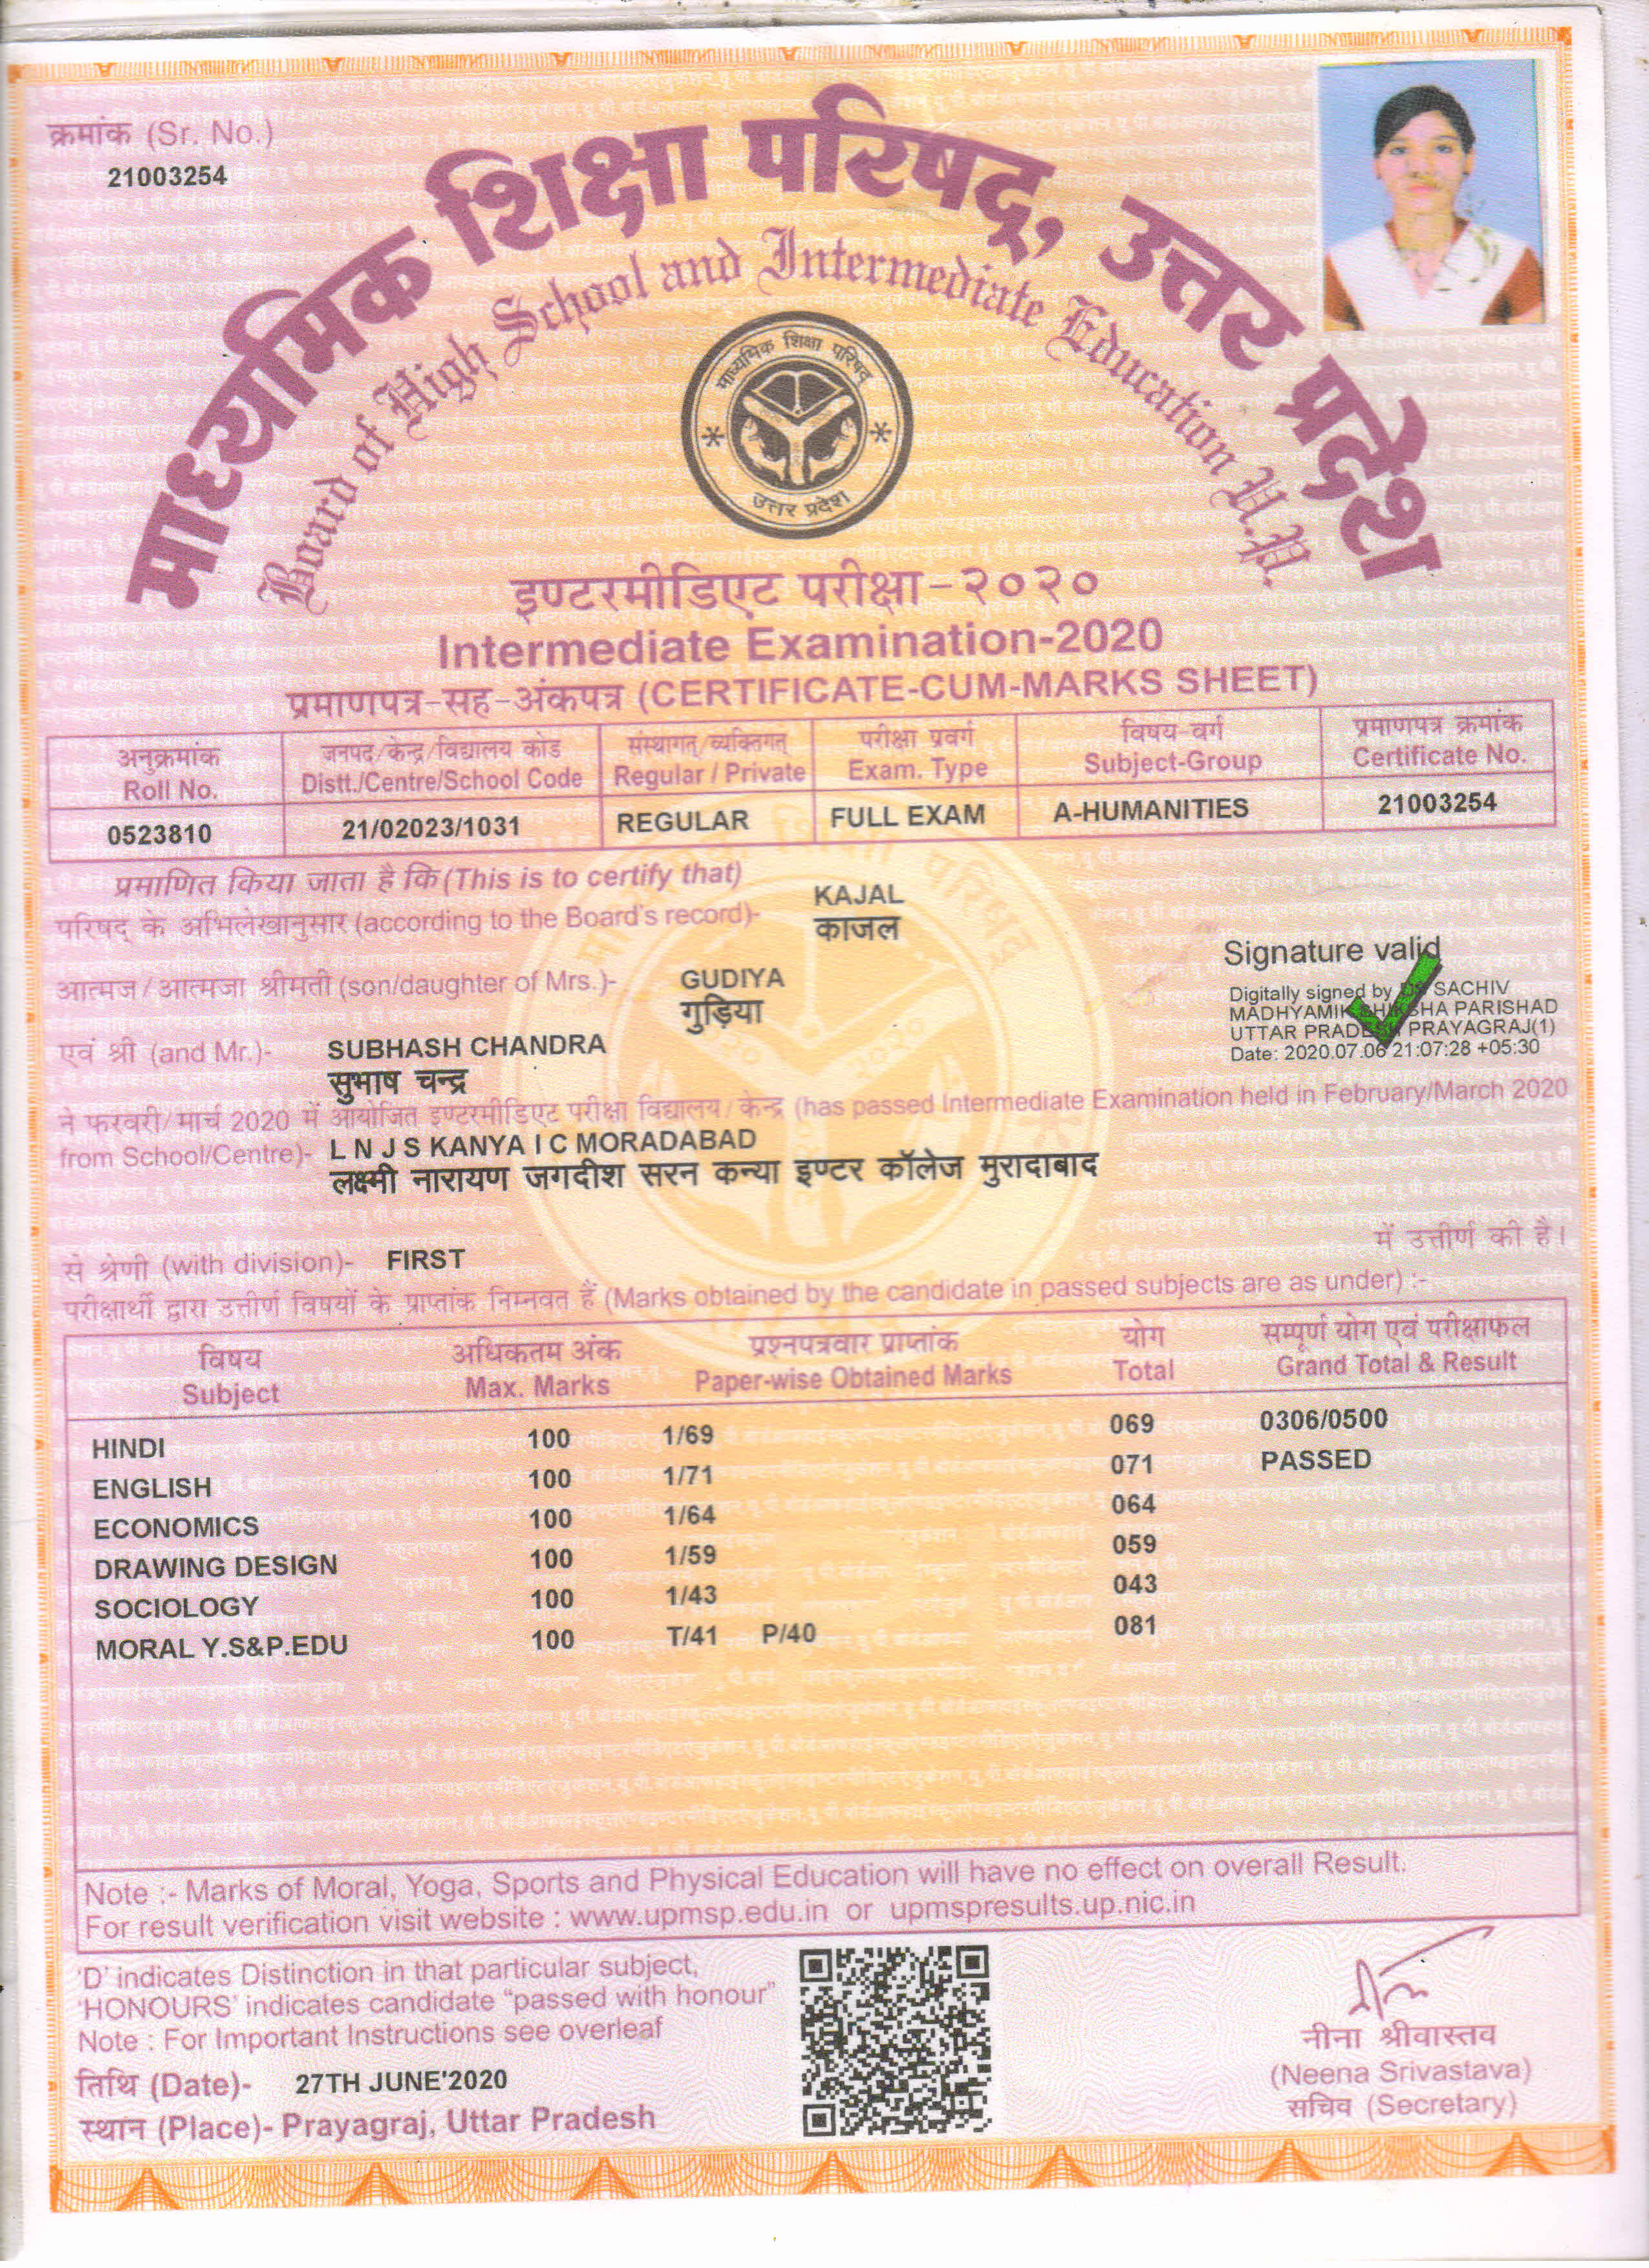 क्रमांक (Sr. No.)
21003254
माध्यमिक शिक्षा परिषद्, उत्तर प्रदेश
Board of High School and Intermediate Education U.P.
माध्यमिक शिक्षा परिषद्
उत्तर प्रदेश
इण्टरमीडिएट परीक्षा-२०२०
Intermediate Examination-2020
प्रमाणपत्र-सह-अंकपत्र (CERTIFICATE-CUM-MARKS SHEET)
अनुक्रमांक जनपद/केन्द्र/विद्यालय कोड संस्थागत्/व्यक्तिगत् परीक्षा प्रवर्ग विषय-वर्ग प्रमाणपत्र क्रमांक
Roll No. Distt./Centre/School Code Regular / Private Exam. Type Subject-Group Certificate No.
0523810 21/02023/1031 REGULAR FULL EXAM A-HUMANITIES 21003254
प्रमाणित किया जाता है कि (This is to certify that) KAJAL
परिषद् के अभिलेखानुसार (according to the Board's record)- काजल
आत्मज / आत्मजा श्रीमती (son/daughter of Mrs.)- GUDIYA
गुड़िया
एवं श्री (and Mr.)- SUBHASH CHANDRA
सुभाष चन्द्र
Signature valid
Digitally signed by DS SACHIV
MADHYAMIK SHIKSHA PARISHAD
UTTAR PRADESH PRAYAGRAJ(1)
Date: 2020.07.06 21:07:28 +05:30
ने फरवरी/मार्च 2020 में आयोजित इण्टरमीडिएट परीक्षा विद्यालय/केन्द्र (has passed Intermediate Examination held in February/March 2020
from School/Centre)- L N J S KANYA I C MORADABAD
लक्ष्मी नारायण जगदीश सरन कन्या इण्टर कॉलेज मुरादाबाद
से श्रेणी (with division)- FIRST में उत्तीर्ण की है।
परीक्षार्थी द्वारा उत्तीर्ण विषयों के प्राप्तांक निम्नवत हैं (Marks obtained by the candidate in passed subjects are as under) :-
विषय अधिकतम अंक प्रश्नपत्रवार प्राप्तांक योग सम्पूर्ण योग एवं परीक्षाफल
Subject Max. Marks Paper-wise Obtained Marks Total Grand Total & Result
HINDI 100 1/69 069 0306/0500
ENGLISH 100 1/71 071 PASSED
ECONOMICS 100 1/64 064
DRAWING DESIGN 100 1/59 059
SOCIOLOGY 100 1/43 043
MORAL Y.S&P.EDU 100 T/41 P/40 081
Note :- Marks of Moral, Yoga, Sports and Physical Education will have no effect on overall Result.
For result verification visit website : www.upmsp.edu.in or upmspresults.up.nic.in
'D' indicates Distinction in that particular subject,
'HONOURS' indicates candidate "passed with honour"
Note : For Important Instructions see overleaf
तिथि (Date)- 27TH JUNE'2020
स्थान (Place)- Prayagraj, Uttar Pradesh
नीना श्रीवास्तव
(Neena Srivastava)
सचिव (Secretary)